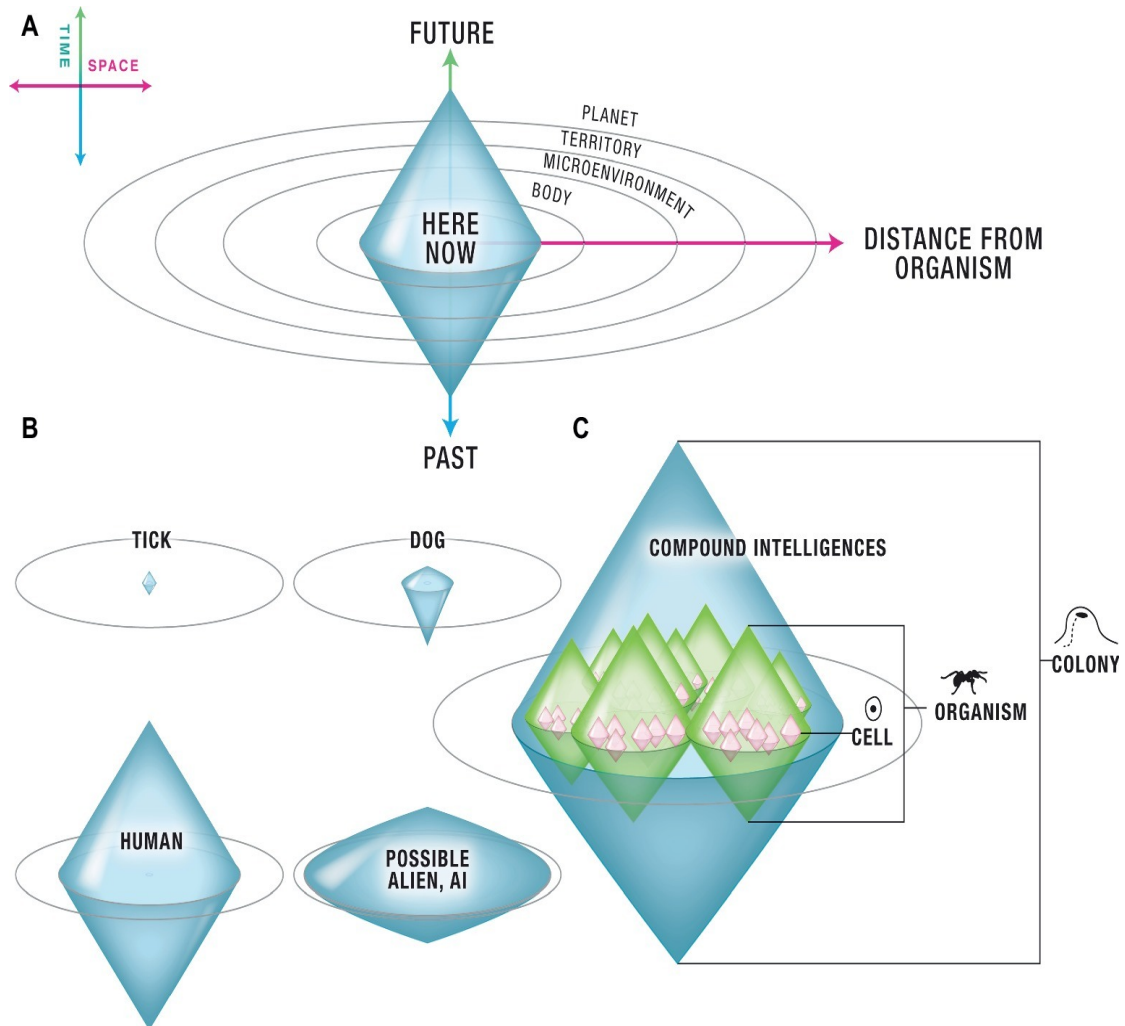 A
TIME
SPACE
FUTURE
PLANET
TERRITORY
MICROENVIRONMENT
BODY
HERE
NOW
DISTANCE FROM
ORGANISM
PAST
B
TICK
DOG
HUMAN
POSSIBLE
ALIEN, AI
C
COMPOUND INTELLIGENCES
COLONY
ORGANISM
CELL